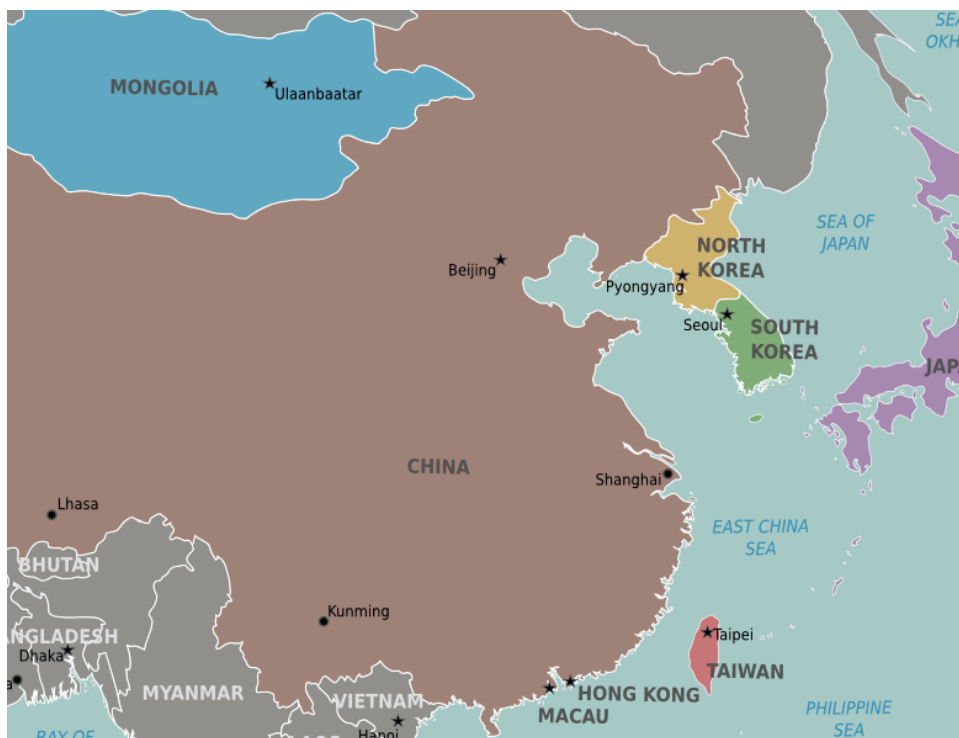 SEA
OKH
MONGOLIA
Ulaanbaatar
SEA OF
JAPAN
NORTH
KOREA
Beijing
Pyongyang
Seoul
SOUTH
KOREA
JAPA
CHINA
Shanghai
Lhasa
EAST CHINA
SEA
BHUTAN
Kunming
ANGLADESH
Dhaka
Taipei
TAIWAN
a
MYANMAR
VIETNAM
HONG KONG
MACAU
PHILIPPINE
SEA
Hanoi
BAY OF
LAOS